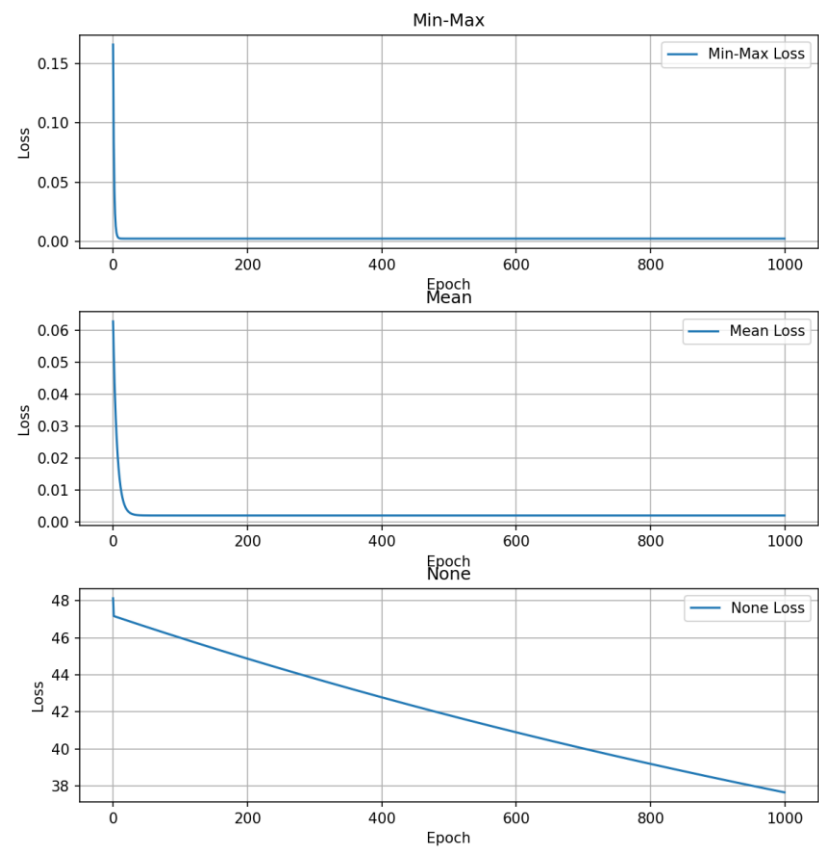 Min-Max
Min-Max Loss
Loss
0.15
0.10
0.05
0.00
0 200 400 600 800 1000
Epoch
Mean
Mean Loss
Loss
0.06
0.05
0.04
0.03
0.02
0.01
0.00
0 200 400 600 800 1000
Epoch
None
None Loss
Loss
48
46
44
42
40
38
0 200 400 600 800 1000
Epoch